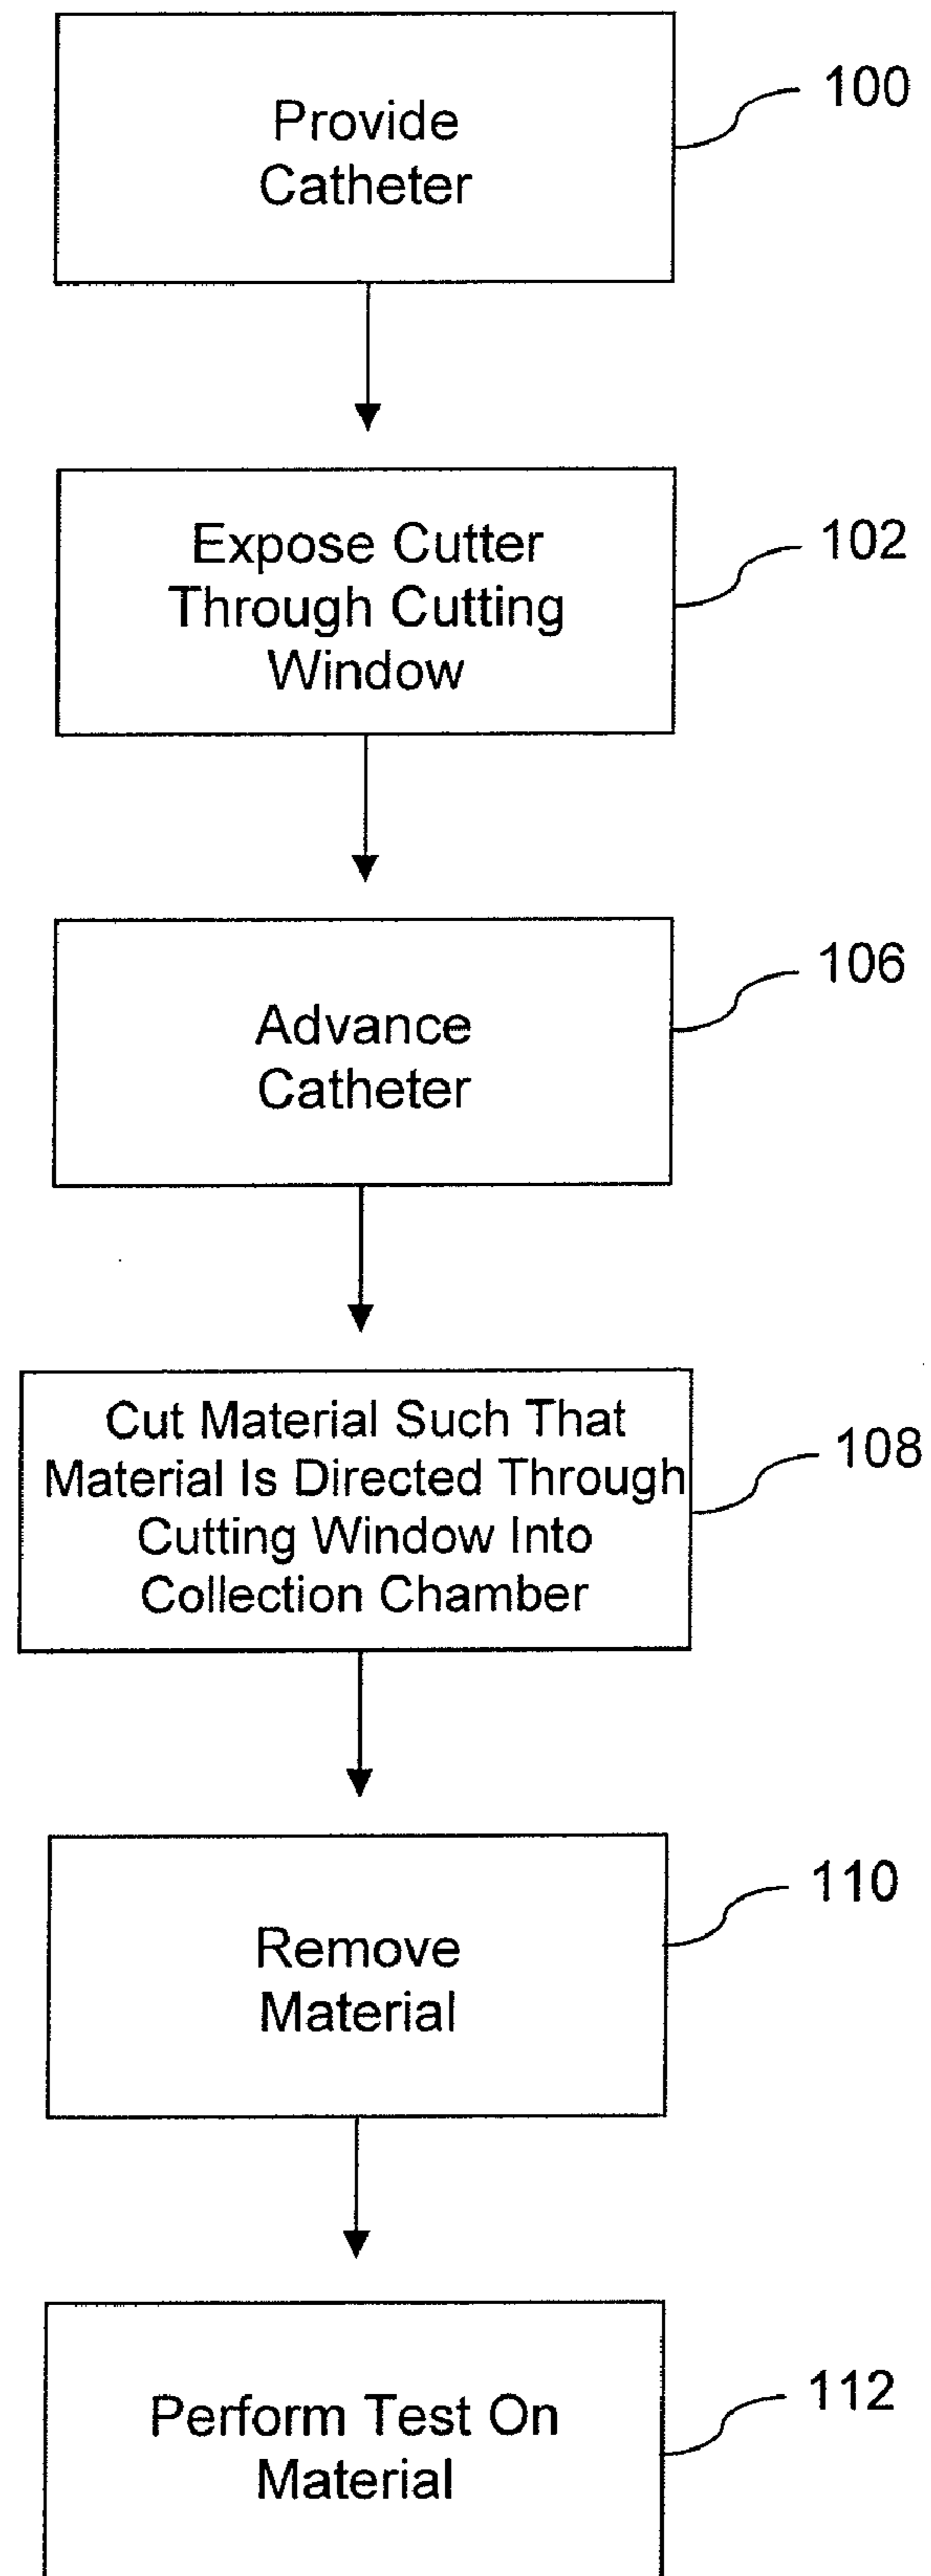 Provide
Catheter
100
Expose Cutter
Through Cutting
Window
102
Advance
Catheter
106
Cut Material Such That
Material Is Directed Through
Cutting Window Into
Collection Chamber
108
Remove
Material
110
Perform Test On
Material
112